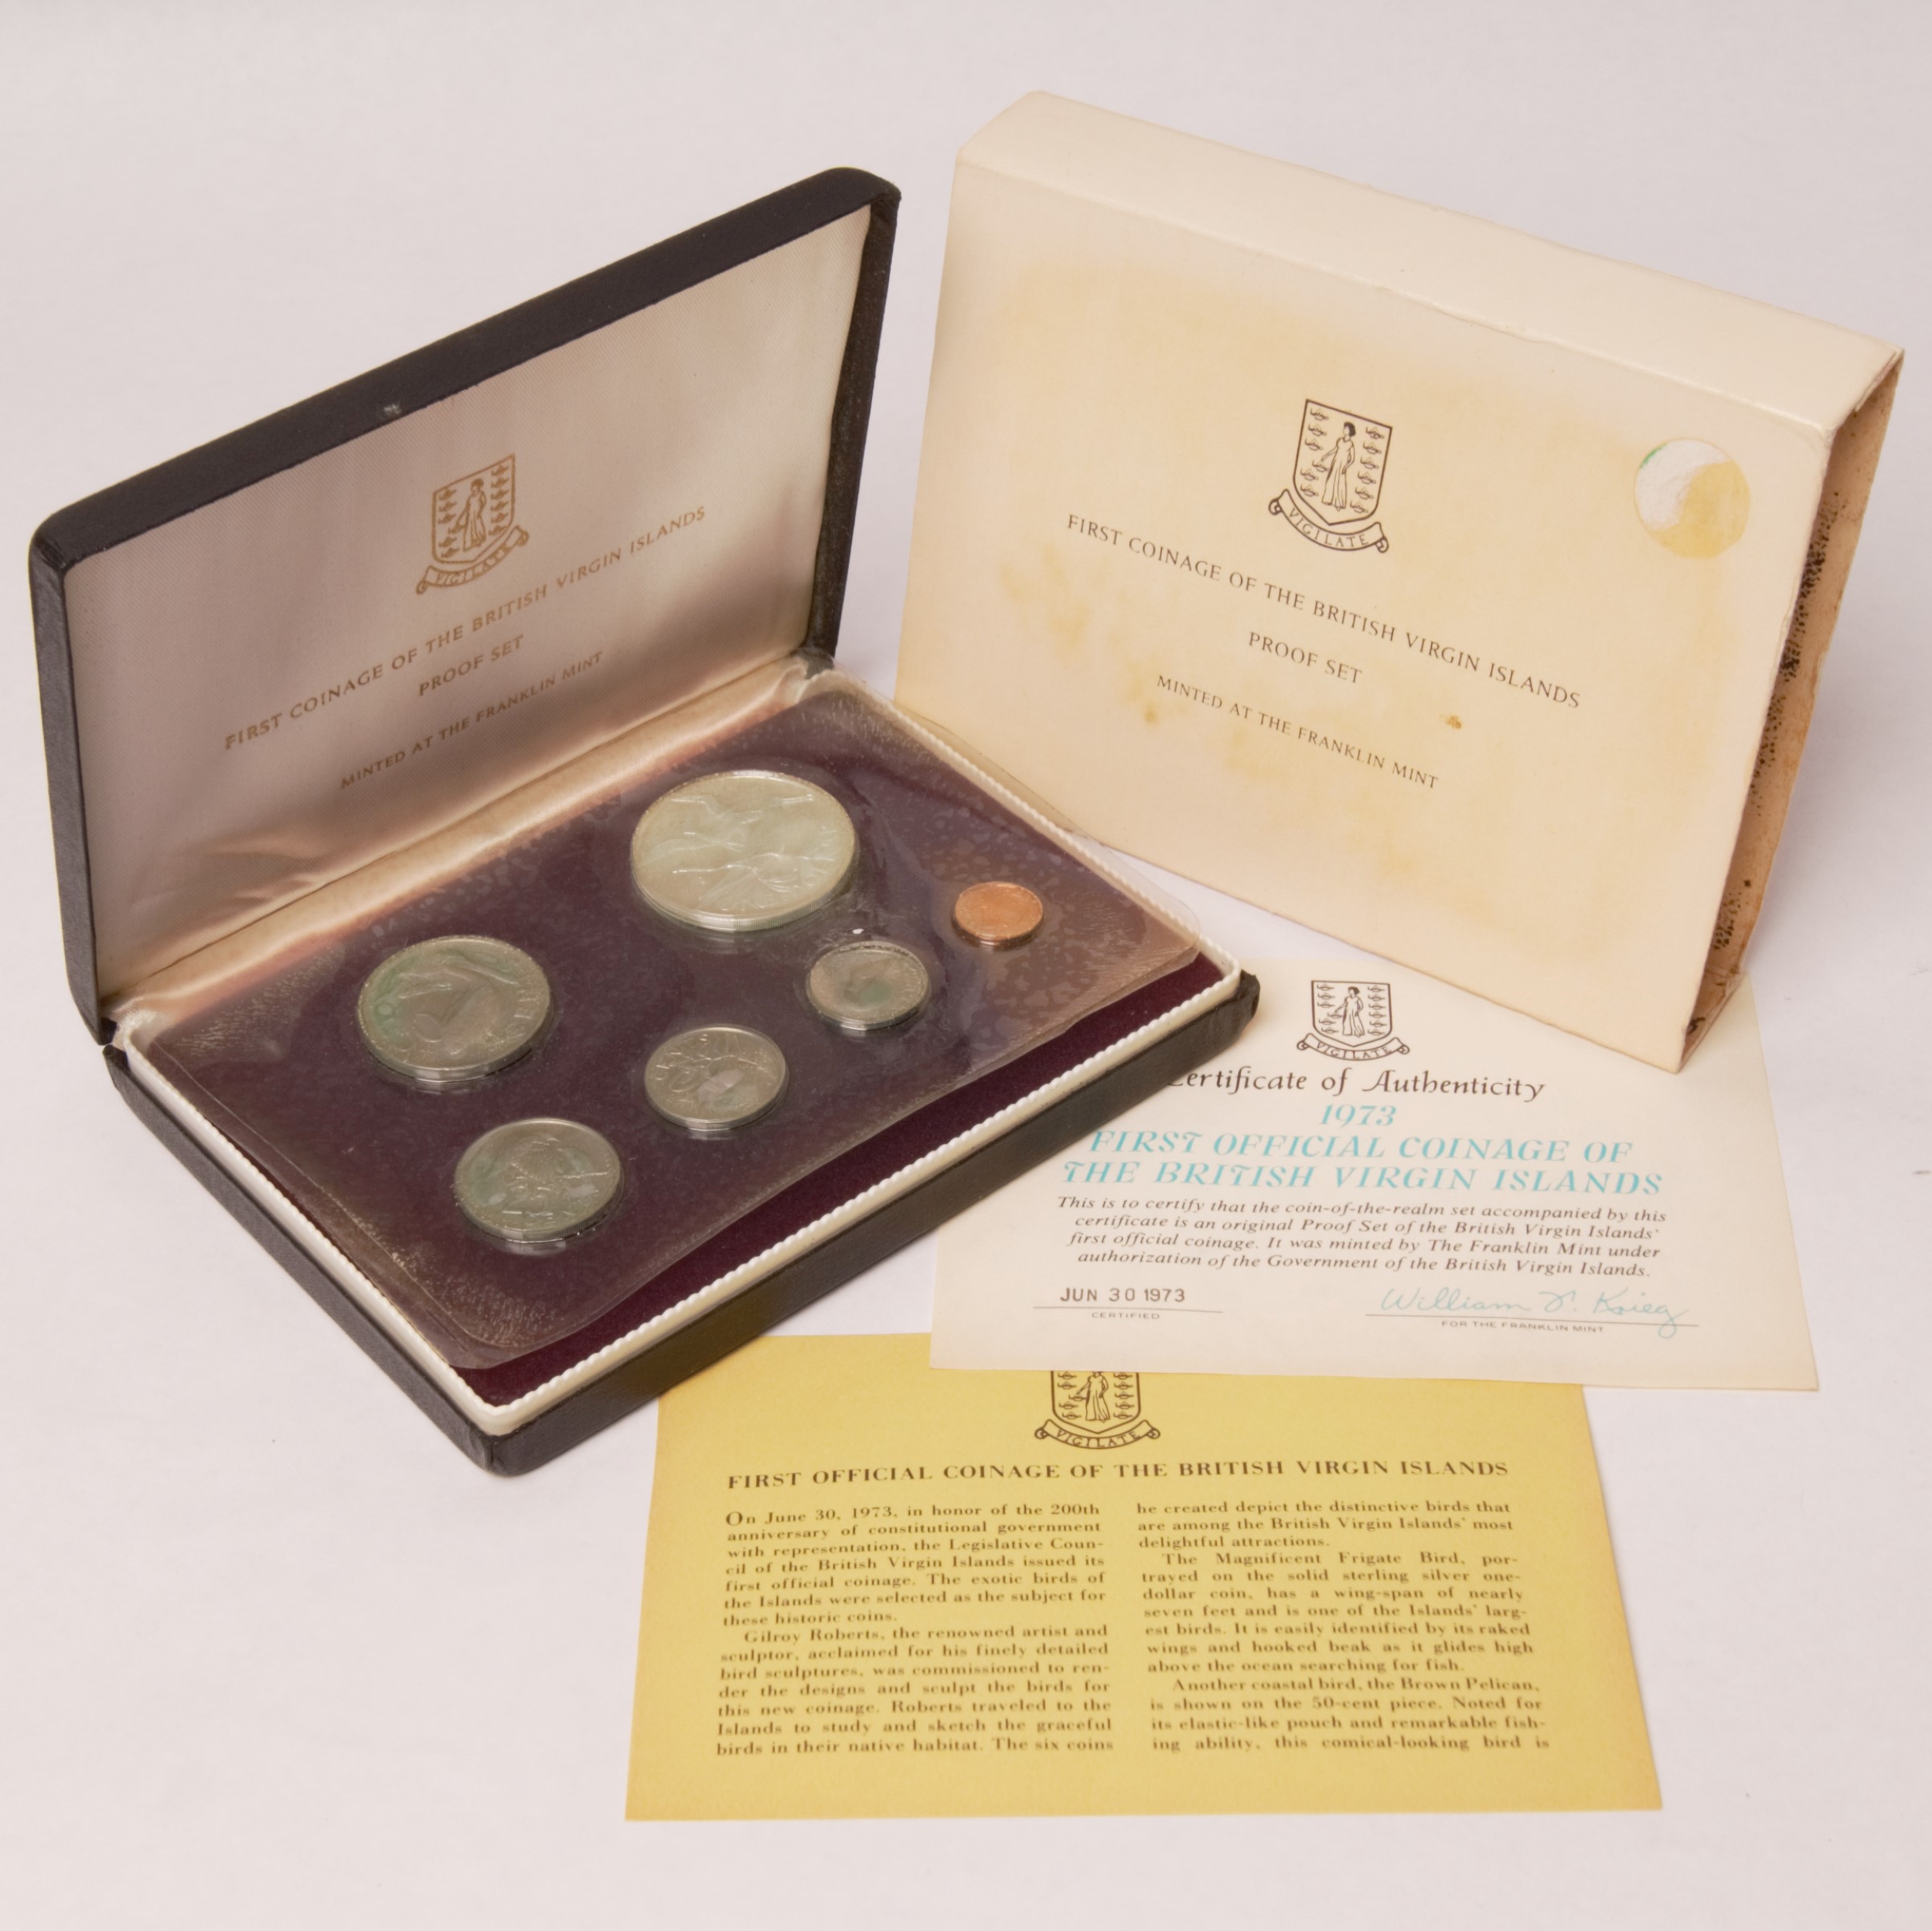 VIGILATE
FIRST COINAGE OF THE BRITISH VIRGIN ISLANDS
PROOF SET
MINTED AT THE FRANKLIN MINT
VIGILATE
FIRST COINAGE OF THE BRITISH VIRGIN ISLANDS
PROOF SET
MINTED AT THE FRANKLIN MINT
VIGILATE
Certificate of Authenticity
1973
FIRST OFFICIAL COINAGE OF
THE BRITISH VIRGIN ISLANDS
This is to certify that the coin-of-the-realm set accompanied by this
certificate is an original Proof Set of the British Virgin Islands'
first official coinage. It was minted by The Franklin Mint under
authorization of the Government of the British Virgin Islands.
JUN 30 1973
CERTIFIED
William T. Krieg
FOR THE FRANKLIN MINT
VIGILATE
FIRST OFFICIAL COINAGE OF THE BRITISH VIRGIN ISLANDS
On June 30, 1973, in honor of the 200th
anniversary of constitutional government
with representation, the Legislative Coun-
cil of the British Virgin Islands issued its
first official coinage. The exotic birds of
the Islands were selected as the subject for
these historic coins.
Gilroy Roberts, the renowned artist and
sculptor, acclaimed for his finely detailed
bird sculptures, was commissioned to ren-
der the designs and sculpt the birds for
this new coinage. Roberts traveled to the
Islands to study and sketch the graceful
birds in their native habitat. The six coins
he created depict the distinctive birds that
are among the British Virgin Islands' most
delightful attractions.
The Magnificent Frigate Bird, por-
trayed on the solid sterling silver one-
dollar coin, has a wing-span of nearly
seven feet and is one of the Islands' larg-
est birds. It is easily identified by its raked
wings and hooked beak as it glides high
above the ocean searching for fish.
Another coastal bird, the Brown Pelican,
is shown on the 50-cent piece. Noted for
its elastic-like pouch and remarkable fish-
ing ability, this comical-looking bird is